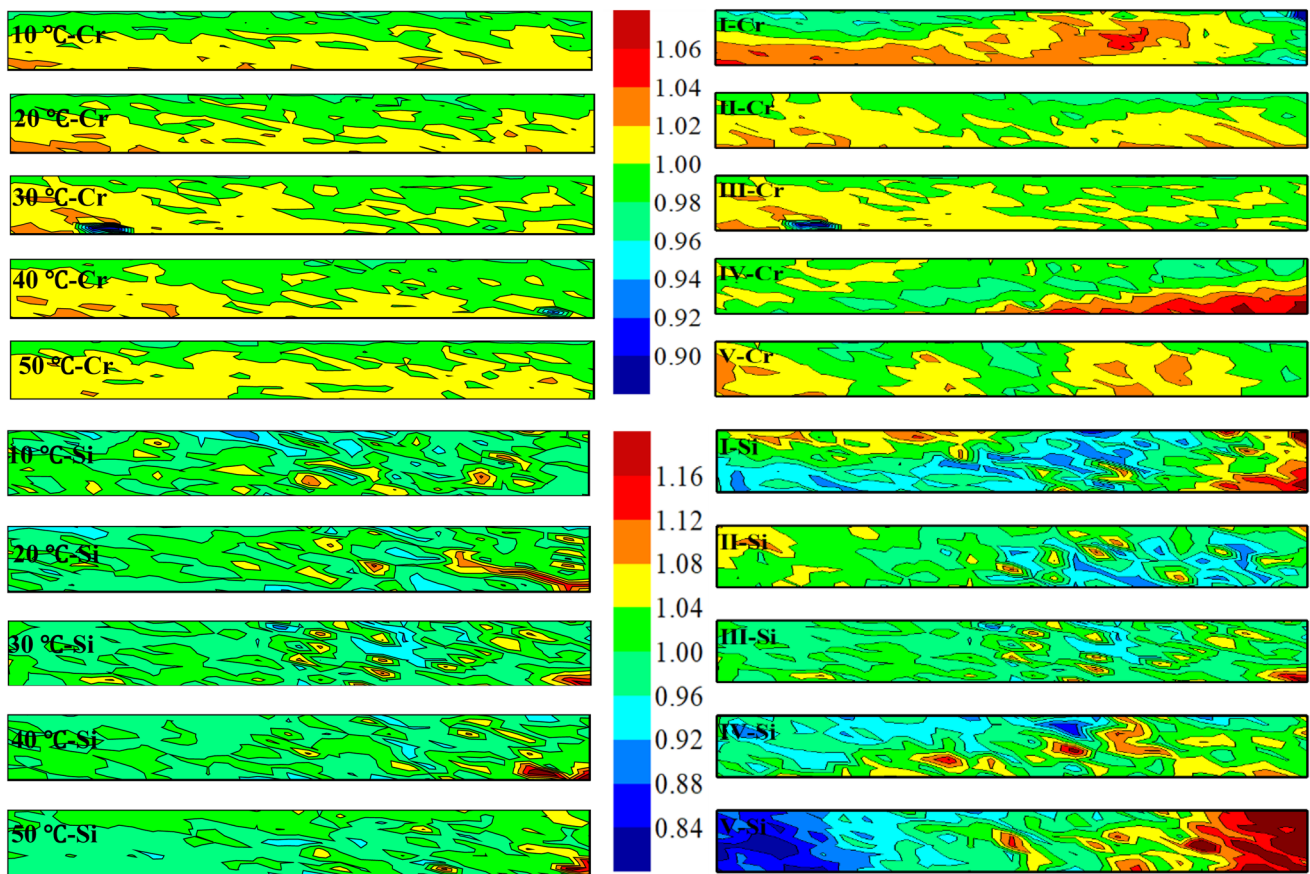 10 ℃-Cr
20 ℃-Cr
30 ℃-Cr
40 ℃-Cr
50 ℃-Cr
1.06
1.04
1.02
1.00
0.98
0.96
0.94
0.92
0.90
I-Cr
II-Cr
III-Cr
IV-Cr
V-Cr
10 ℃-Si
20 ℃-Si
30 ℃-Si
40 ℃-Si
50 ℃-Si
1.16
1.12
1.08
1.04
1.00
0.96
0.92
0.88
0.84
I-Si
II-Si
III-Si
IV-Si
V-Si